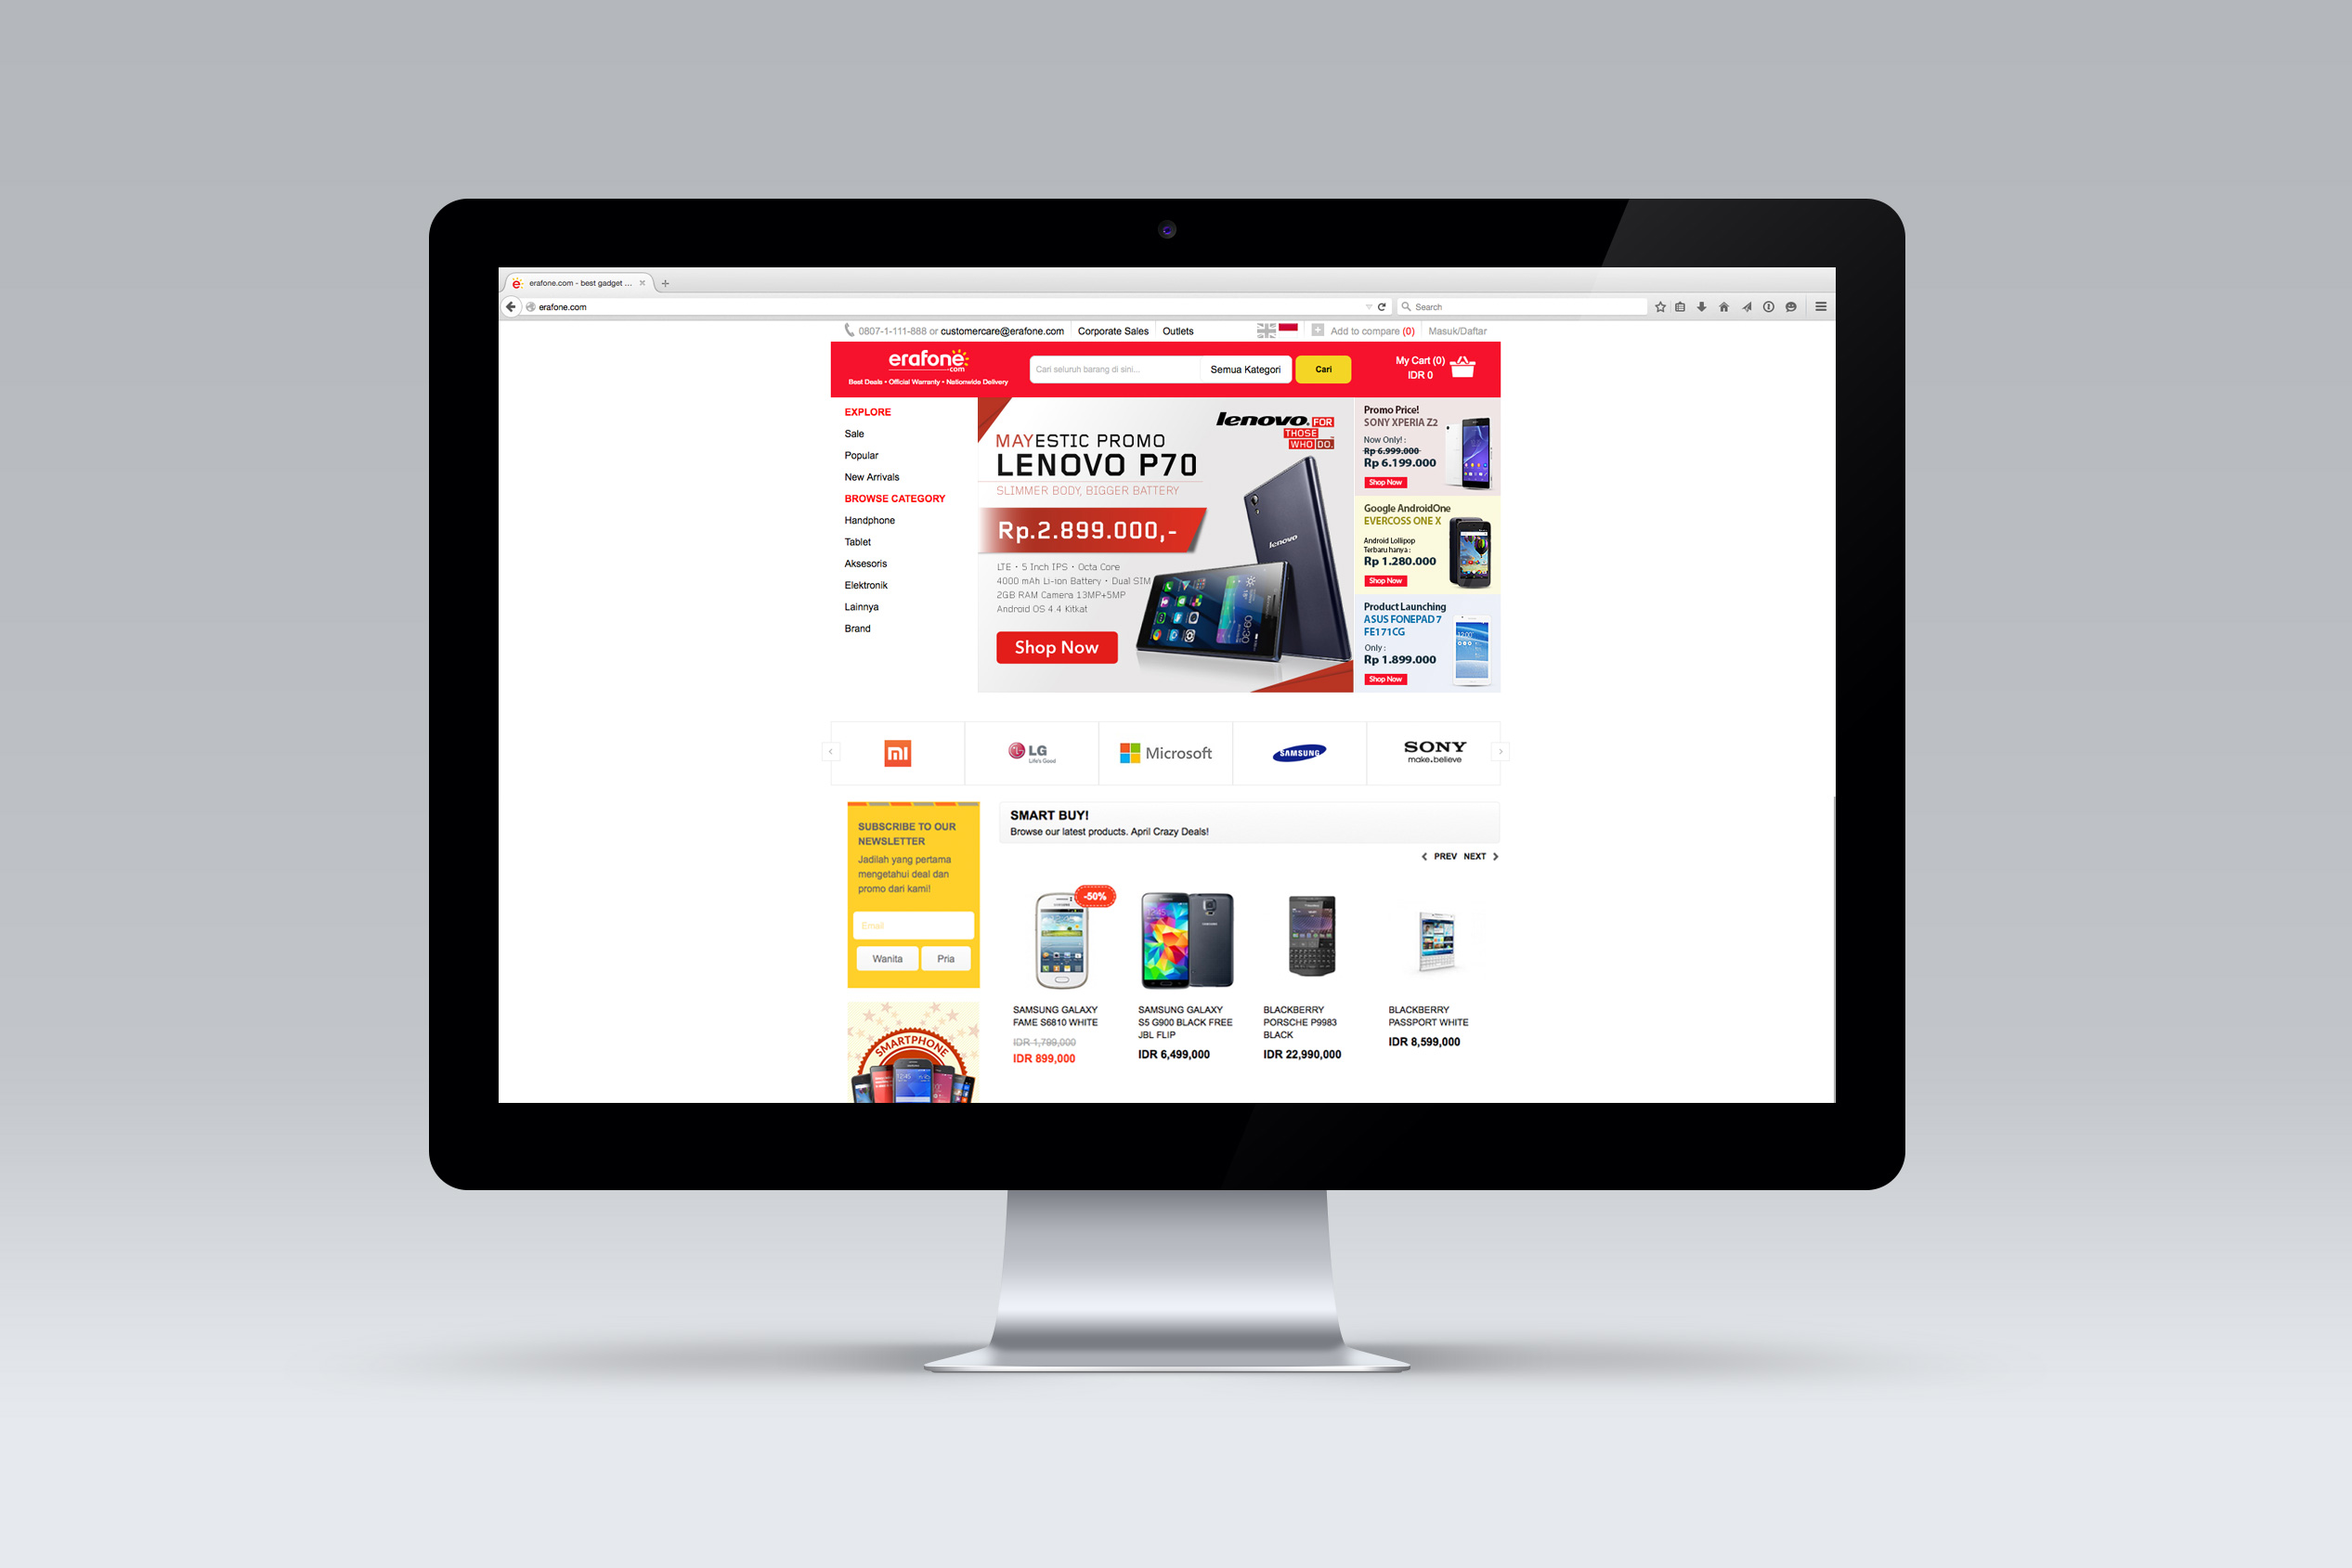 erafone.com - best gadget ...
erafone.com
Search
0807-1-111-888 or customercare@erafone.com
Corporate Sales
Outlets
Add to compare (0)
Masuk/Daftar
erafone
.com
Best Deals • Official Warranty • Nationwide Delivery
Cari seluruh barang di sini...
Semua Kategori
Cari
My Cart (0)
IDR 0
EXPLORE
Sale
Popular
New Arrivals
BROWSE CATEGORY
Handphone
Tablet
Aksesoris
Elektronik
Lainnya
Brand
lenovo FOR
THOSE
WHO DO.
MAYESTIC PROMO
LENOVO P70
SLIMMER BODY, BIGGER BATTERY
Rp.2.899.000,-
LTE • 5 Inch IPS • Octa Core
4000 mAh Li-ion Battery • Dual SIM
2GB RAM Camera 13MP+5MP
Android OS 4.4 Kitkat
Shop Now
lenovo
Promo Price!
SONY XPERIA Z2
Now Only! :
Rp 6.999.000
Rp 6.199.000
Shop Now
Google AndroidOne
EVERCOSS ONE X
Android Lollipop
Terbaru hanya :
Rp 1.280.000
Shop Now
Product Launching
ASUS FONEPAD 7
FE171CG
Only :
Rp 1.899.000
Shop Now
mi
LG
Life's Good
Microsoft
SAMSUNG
SONY
make.believe
SUBSCRIBE TO OUR
NEWSLETTER
Jadilah yang pertama
mengetahui deal dan
promo dari kami!
Email
Wanita
Pria
SMARTPHONE
SMART BUY!
Browse our latest products. April Crazy Deals!
PREV NEXT
-50%
SAMSUNG GALAXY
FAME S6810 WHITE
IDR 1,799,000
IDR 899,000
SAMSUNG GALAXY
S5 G900 BLACK FREE
JBL FLIP
IDR 6,499,000
BLACKBERRY
PORSCHE P9983
BLACK
IDR 22,990,000
BLACKBERRY
PASSPORT WHITE
IDR 8,599,000